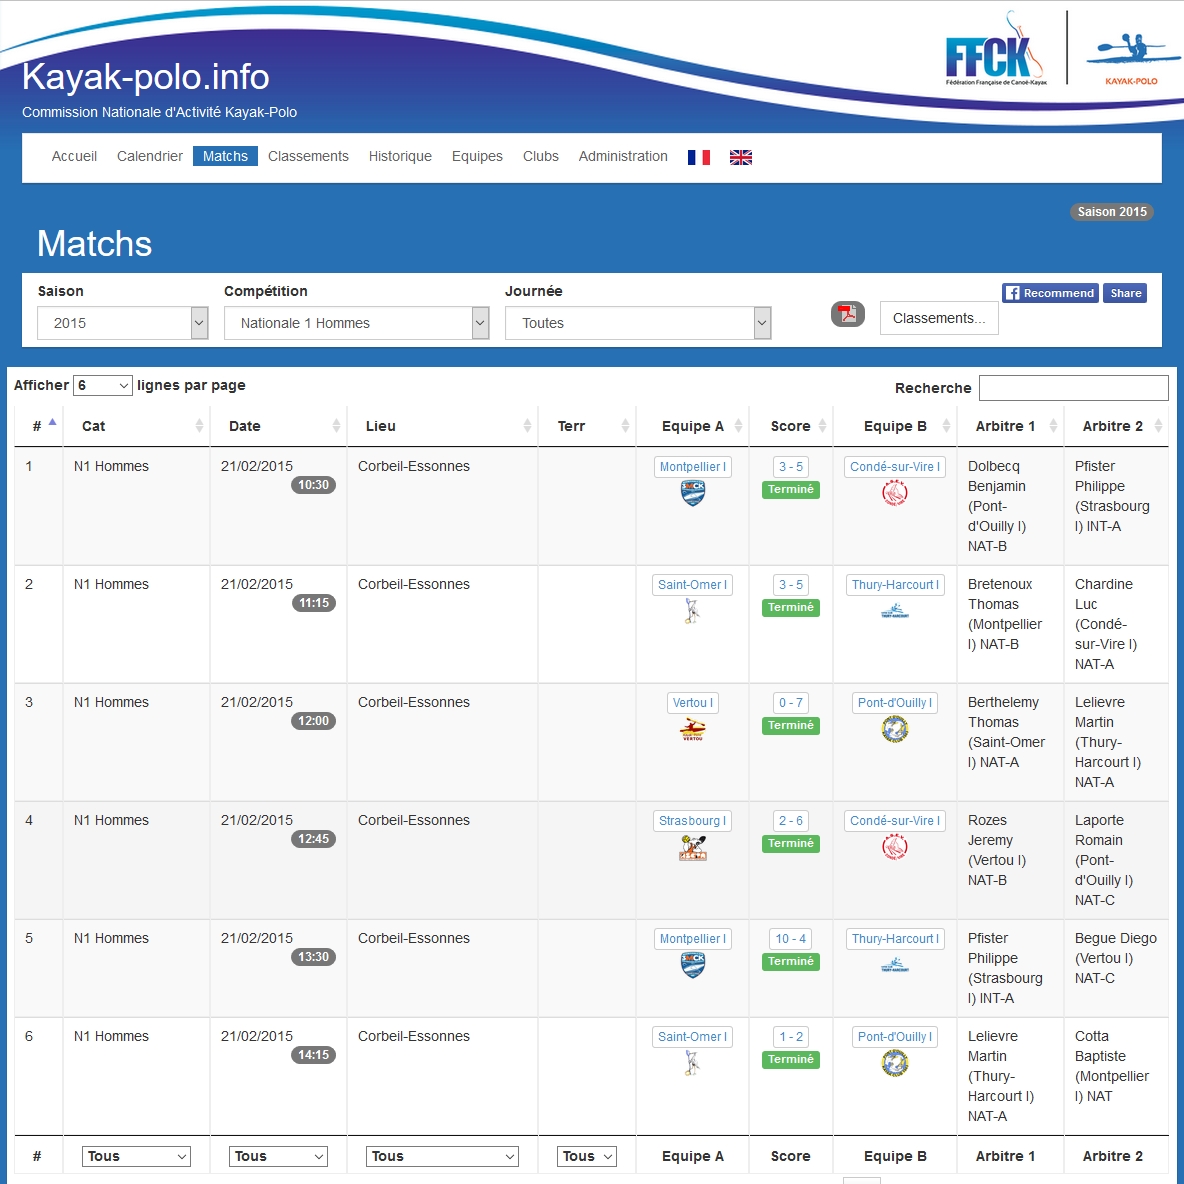 FFCK
Fédération Française de Canoë-Kayak
KAYAK-POLO
Kayak-polo.info
Commission Nationale d'Activité Kayak-Polo
Accueil Calendrier Matchs Classements Historique Equipes Clubs Administration
Saison 2015
Matchs
Saison Compétition Journée
Recommend Share
2015 Nationale 1 Hommes Toutes Classements...
Afficher 6 lignes par page Recherche
# Cat Date Lieu Terr Equipe A Score Equipe B Arbitre 1 Arbitre 2
1 N1 Hommes 21/02/2015 Corbeil-Essonnes Montpellier I 3 - 5 Condé-sur-Vire I Dolbecq Pfister
10:30 Terminé Benjamin Philippe
(Pont- (Strasbourg
d'Ouilly I) I) INT-A
NAT-B
2 N1 Hommes 21/02/2015 Corbeil-Essonnes Saint-Omer I 3 - 5 Thury-Harcourt I Bretenoux Chardine
11:15 Terminé Thomas Luc
(Montpellier (Condé-
I) NAT-B sur-Vire I)
NAT-A
3 N1 Hommes 21/02/2015 Corbeil-Essonnes Vertou I 0 - 7 Pont-d'Ouilly I Berthelemy Lelievre
12:00 Terminé Thomas Martin
VERTOU (Saint-Omer (Thury-
I) NAT-A Harcourt I)
NAT-A
4 N1 Hommes 21/02/2015 Corbeil-Essonnes Strasbourg I 2 - 6 Condé-sur-Vire I Rozes Laporte
12:45 Terminé Jeremy Romain
(Vertou I) (Pont-
NAT-B d'Ouilly I)
NAT-C
5 N1 Hommes 21/02/2015 Corbeil-Essonnes Montpellier I 10 - 4 Thury-Harcourt I Pfister Begue Diego
13:30 Terminé Philippe (Vertou I)
(Strasbourg NAT-C
I) INT-A
6 N1 Hommes 21/02/2015 Corbeil-Essonnes Saint-Omer I 1 - 2 Pont-d'Ouilly I Lelievre Cotta
14:15 Terminé Martin Baptiste
(Thury- (Montpellier
Harcourt I) I) NAT
NAT-A
# Tous Tous Tous Tous Equipe A Score Equipe B Arbitre 1 Arbitre 2